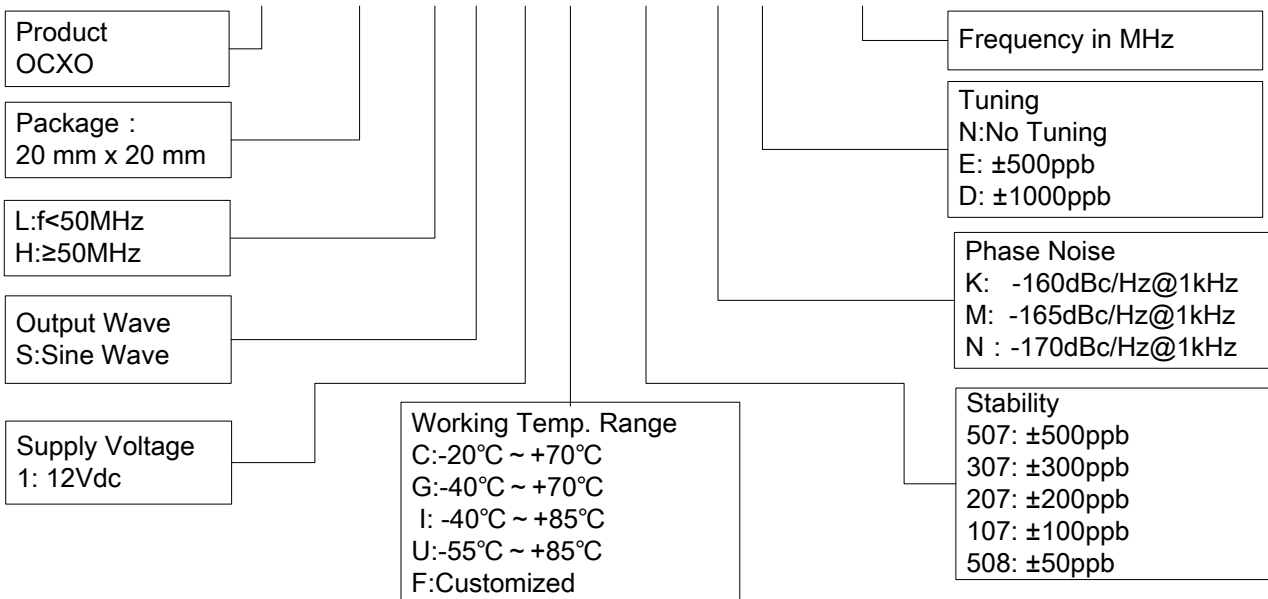 Product
OCXO
Package :
20 mm x 20 mm
L:f<50MHz
H:≥50MHz
Output Wave
S:Sine Wave
Supply Voltage
1: 12Vdc
Working Temp. Range
C:-20℃ ~ +70℃
G:-40℃ ~ +70℃
I: -40℃ ~ +85℃
U:-55℃ ~ +85℃
F:Customized
Frequency in MHz
Tuning
N:No Tuning
E: ±500ppb
D: ±1000ppb
Phase Noise
K: -160dBc/Hz@1kHz
M: -165dBc/Hz@1kHz
N : -170dBc/Hz@1kHz
Stability
507: ±500ppb
307: ±300ppb
207: ±200ppb
107: ±100ppb
508: ±50ppb